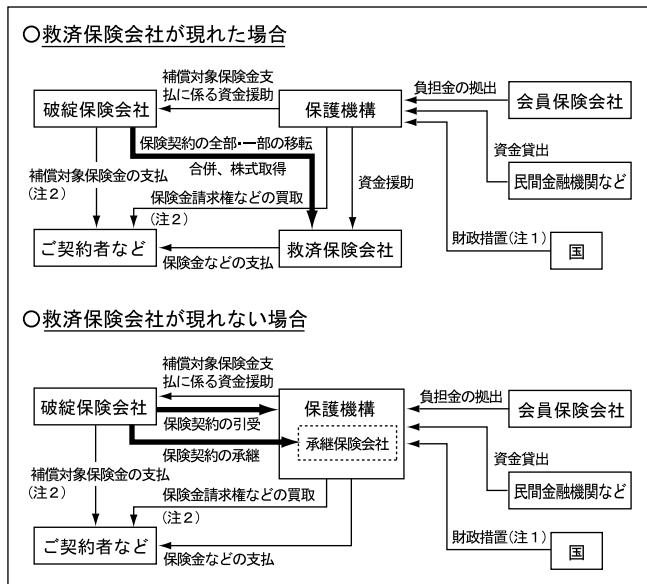 ○救済保険会社が現れた場合
補償対象保険金支
払に係る資金援助
負担金の拠出
破綻保険会社
保護機構
会員保険会社
保険契約の全部・一部の移転
合併、株式取得
資金貸出
補償対象保険金の支払
(注2)
資金援助
民間金融機関など
保険金請求権などの買取
(注2)
財政措置(注1)
ご契約者など
救済保険会社
国
保険金などの支払
○救済保険会社が現れない場合
補償対象保険金支
払に係る資金援助
負担金の拠出
破綻保険会社
保護機構
会員保険会社
保険契約の引受
承継保険会社
保険契約の承継
資金貸出
補償対象保険金の支払
(注2)
民間金融機関など
保険金請求権などの買取
(注2)
財政措置(注1)
ご契約者など
国
保険金などの支払